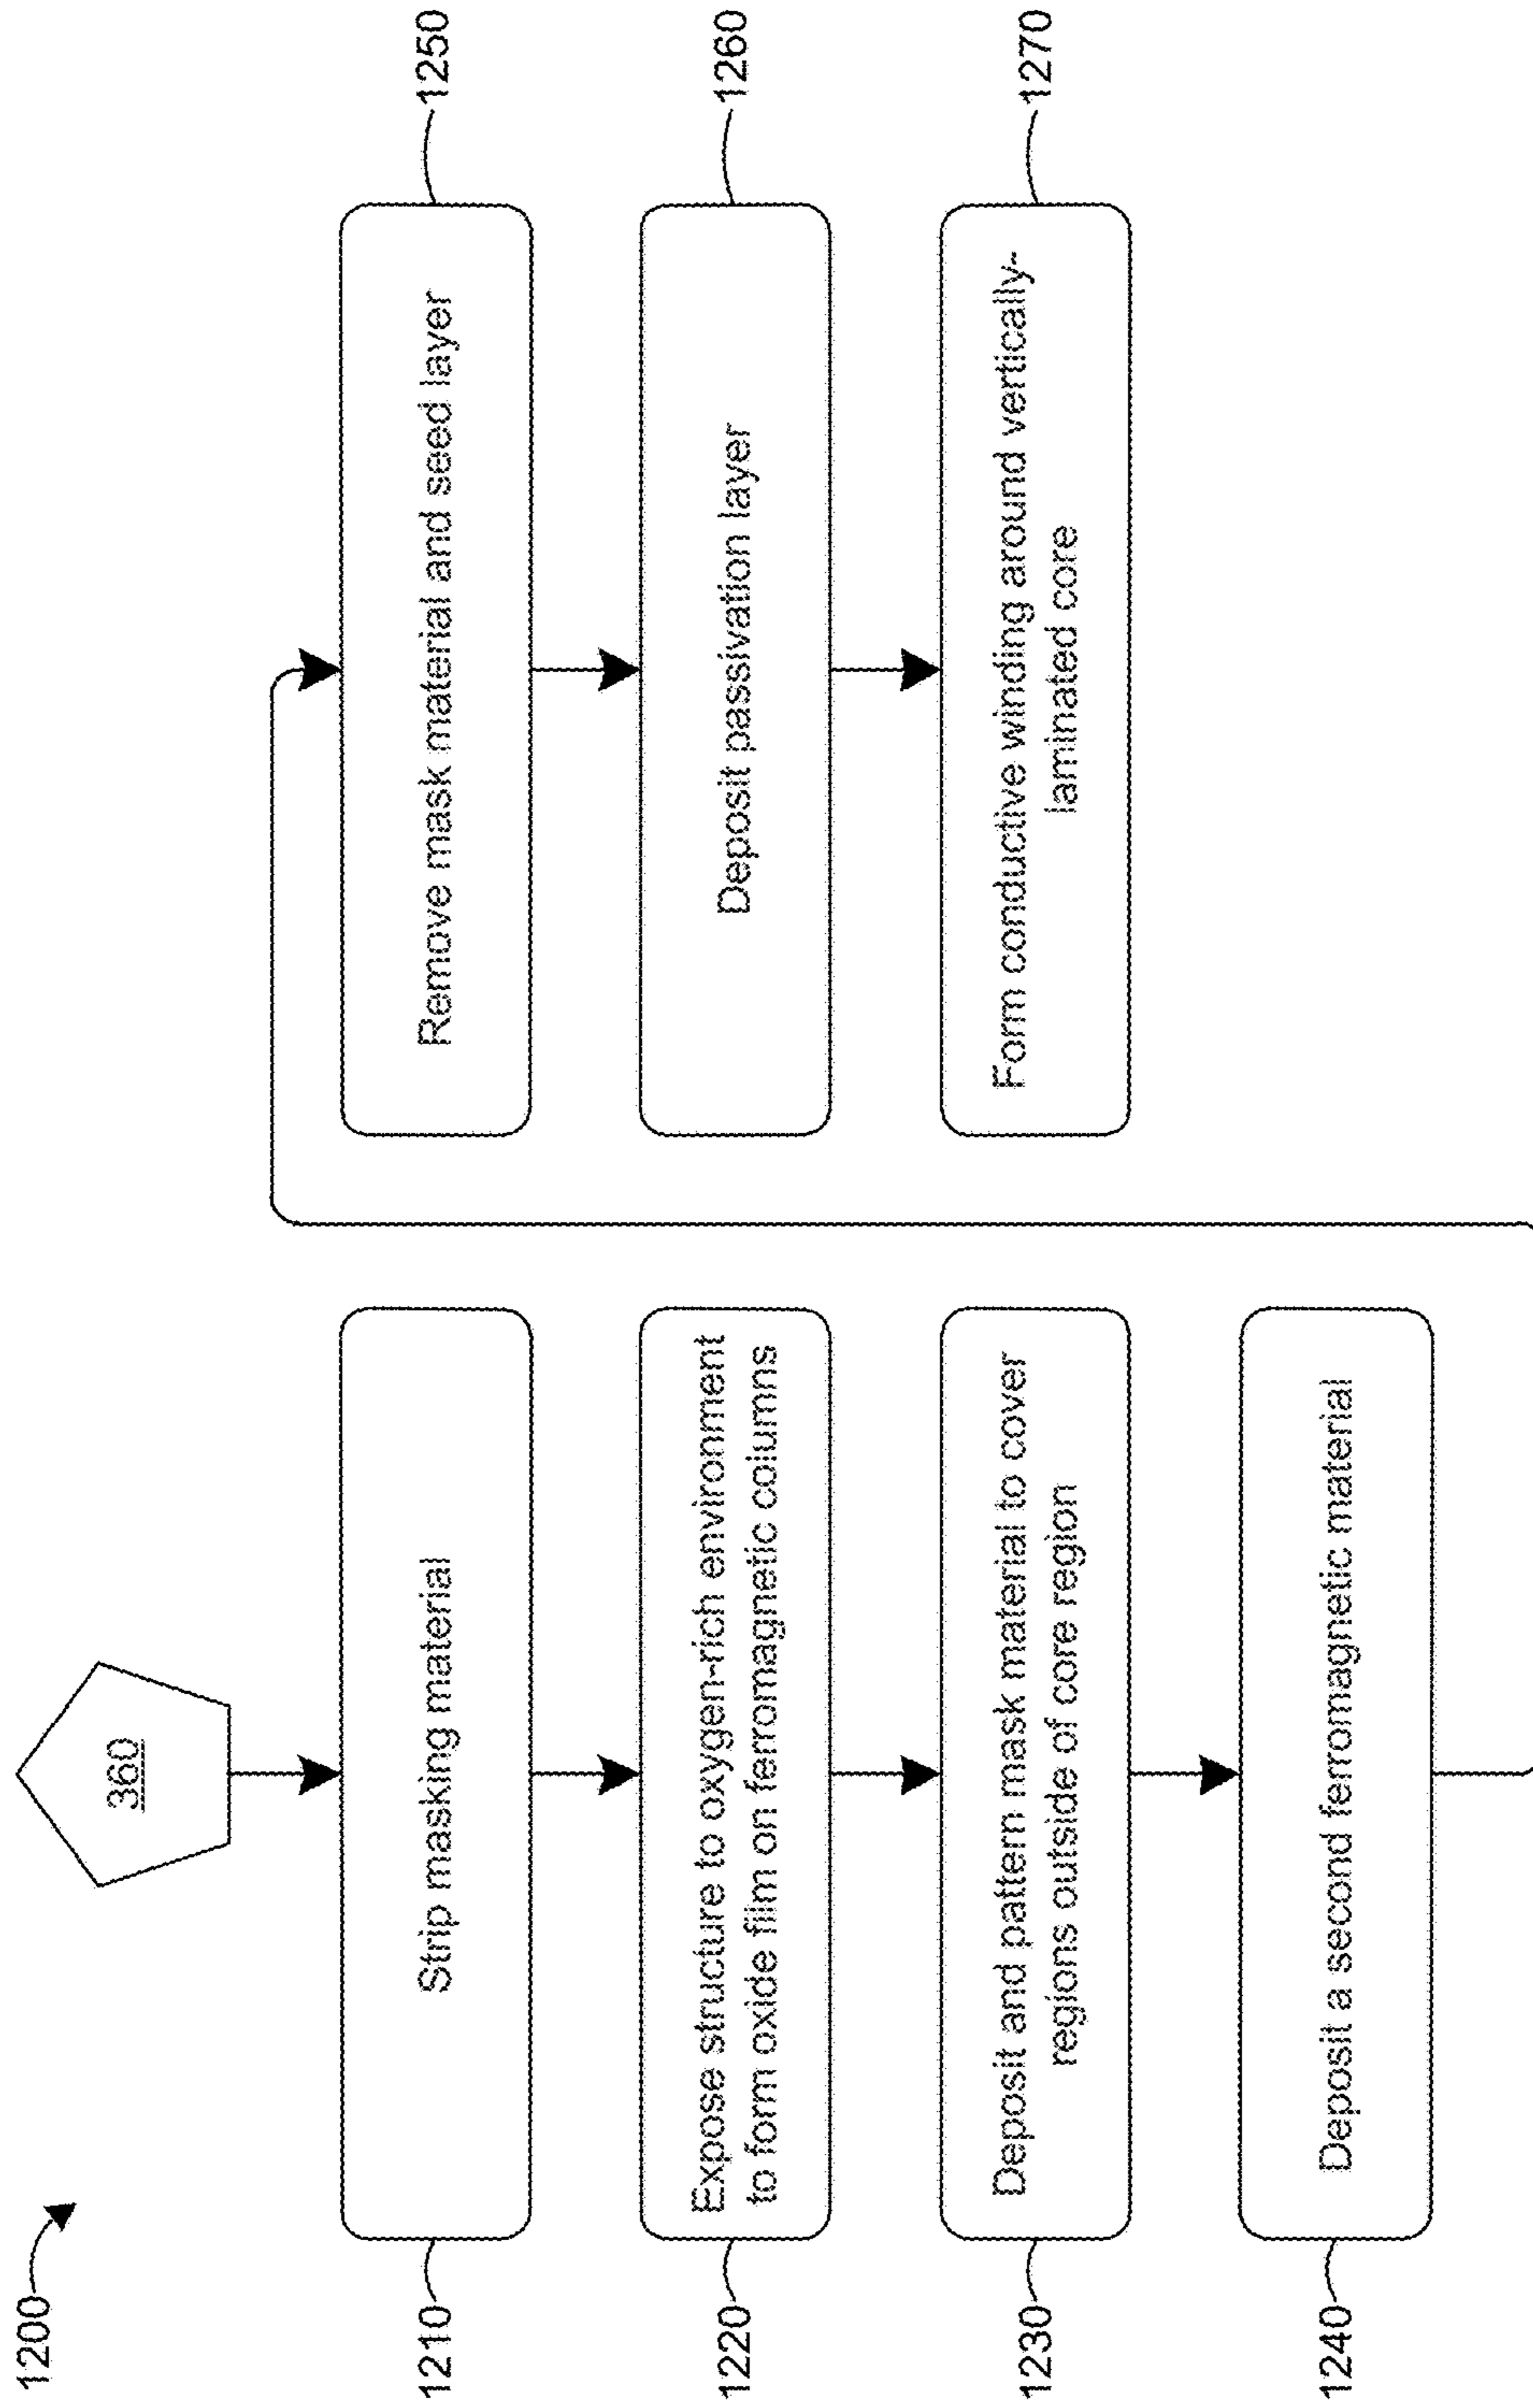 1200
360
1210
Strip masking material
1220
Expose structure to oxygen-rich environment
to form oxide film on ferromagnetic columns
1230
Deposit and pattern mask material to cover
regions outside of core region
1240
Deposit a second ferromagnetic material
1250
Remove mask material and seed layer
1260
Deposit passivation layer
1270
Form conductive winding around vertically-
laminated core